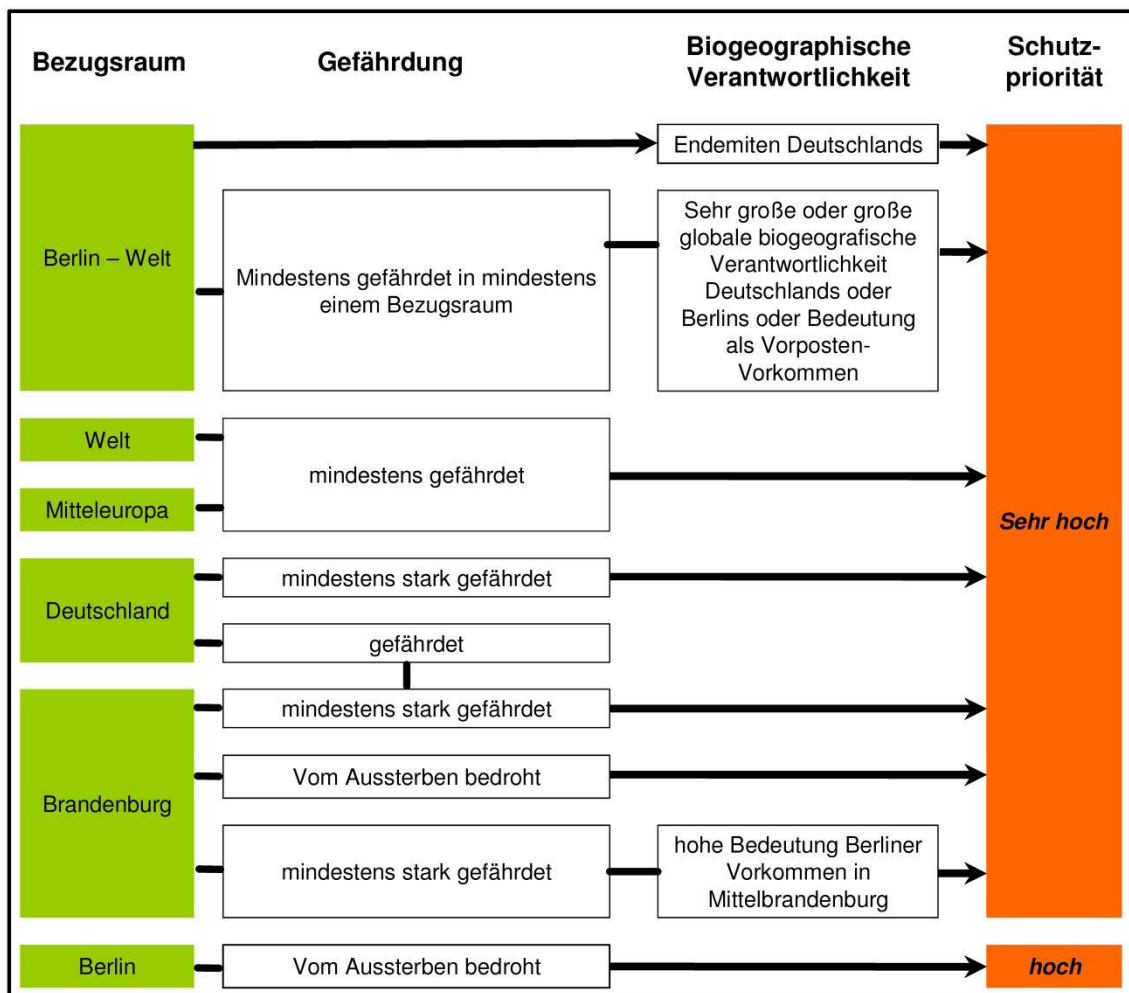 Bezugsraum
Gefährdung
Biogeographische
Verantwortlichkeit
Schutz-
priorität
Berlin – Welt
Endemiten Deutschlands
Mindestens gefährdet in mindestens
einem Bezugsraum
Sehr große oder große
globale biogeografische
Verantwortlichkeit
Deutschlands oder
Berlins oder Bedeutung
als Vorposten-
Vorkommen
Welt
Mitteleuropa
mindestens gefährdet
Sehr hoch
Deutschland
mindestens stark gefährdet
gefährdet
Brandenburg
mindestens stark gefährdet
Vom Aussterben bedroht
mindestens stark gefährdet
hohe Bedeutung Berliner
Vorkommen in
Mittelbrandenburg
Berlin
Vom Aussterben bedroht
hoch